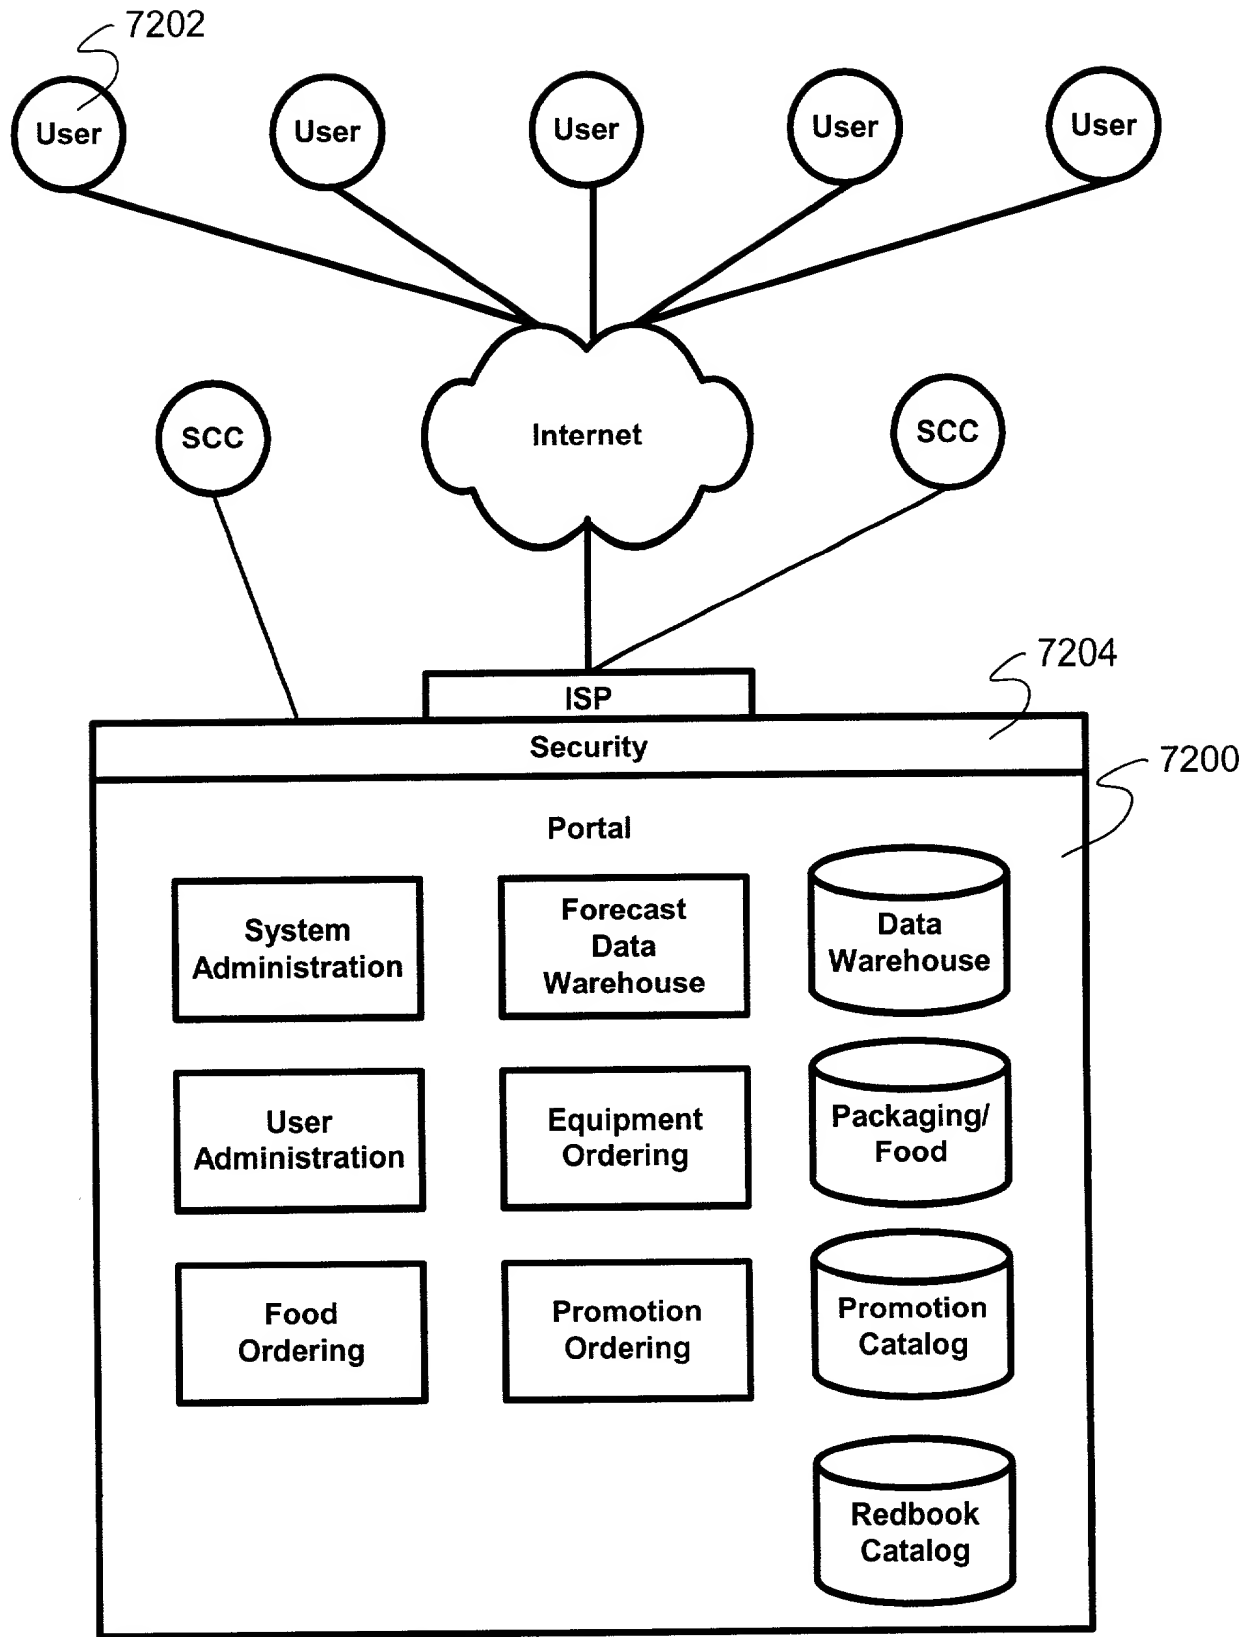 7202
User
User
User
User
User
Internet
SCC
SCC
7204
ISP
Security
7200
Portal
System
Administration
Forecast
Data
Warehouse
Data
Warehouse
User
Administration
Equipment
Ordering
Packaging/
Food
Food
Ordering
Promotion
Ordering
Promotion
Catalog
Redbook
Catalog